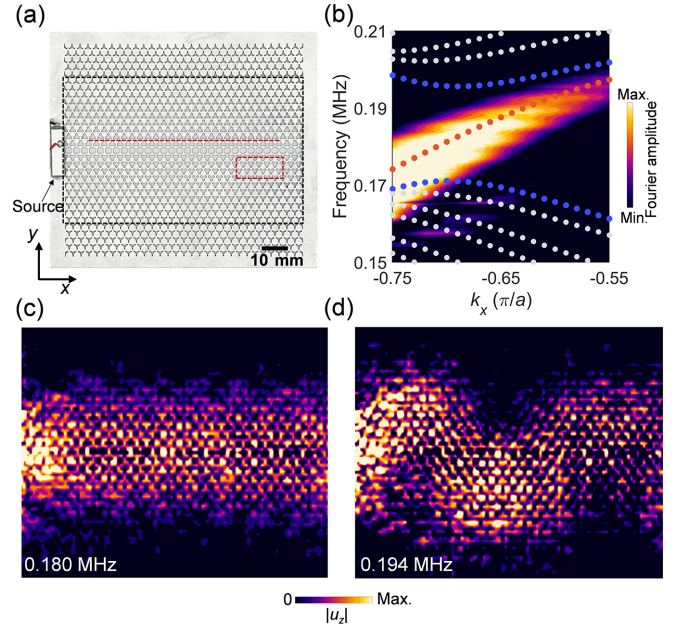 (a)
Source
y
x
10 mm
(b)
Frequency (MHz)
0.21
0.19
0.17
0.15
-0.75
-0.65
-0.55
kₓ (π/a)
Max.
Fourier amplitude
Min.
(c)
0.180 MHz
(d)
0.194 MHz
0
Max.
|u_z|